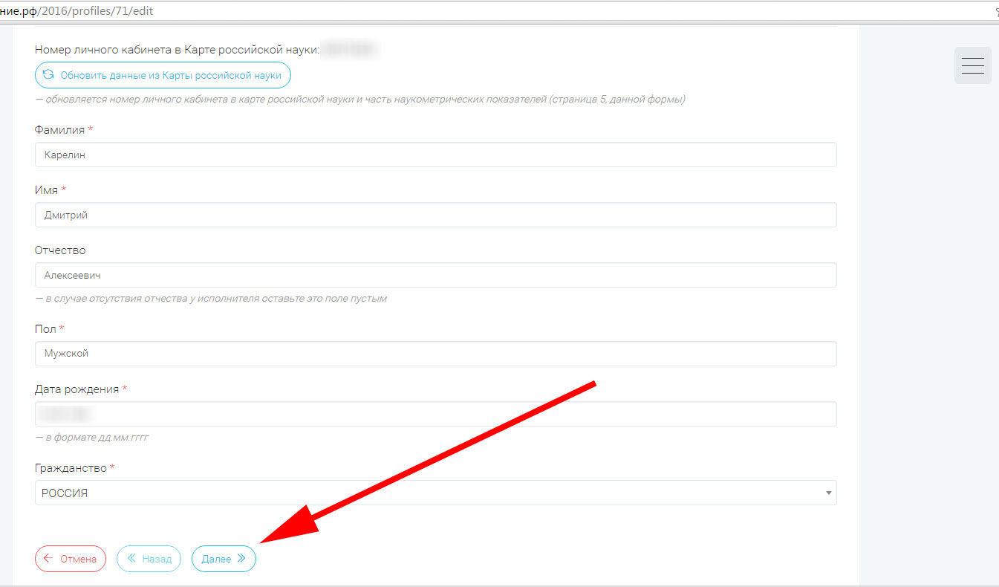 ние.рф/2016/profiles/71/edit
Номер личного кабинета в Карте российской науки:
Обновить данные из Карты российской науки
— обновляется номер личного кабинета в карте российской науки и часть наукометрических показателей (страница 5, данной формы)
Фамилия *
Карелин
Имя *
Дмитрий
Отчество
Алексеевич
— в случае отсутствия отчества у исполнителя оставьте это поле пустым
Пол *
Мужской
Дата рождения *
— в формате дд.мм.гггг
Гражданство *
РОССИЯ
Отмена Назад Далее